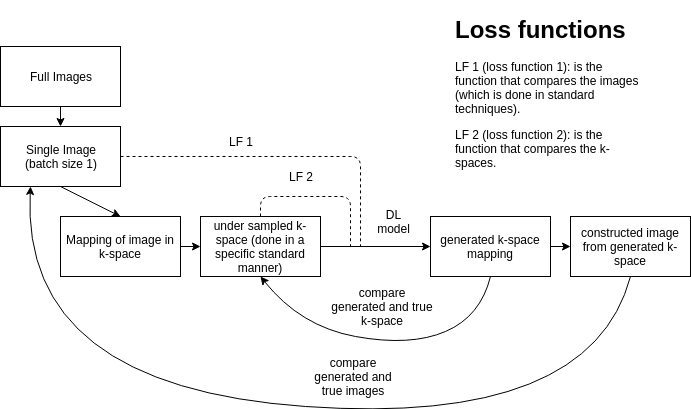 Loss functions
LF 1 (loss function 1): is the
function that compares the images
(which is done in standard
techniques).
LF 2 (loss function 2): is the
function that compares the k-
spaces.
Full Images
Single Image
(batch size 1)
LF 1
LF 2
Mapping of image in
k-space
under sampled k-
space (done in a
specific standard
manner)
DL
model
generated k-space
mapping
constructed image
from generated k-
space
compare
generated and true
k-space
compare
generated and
true images